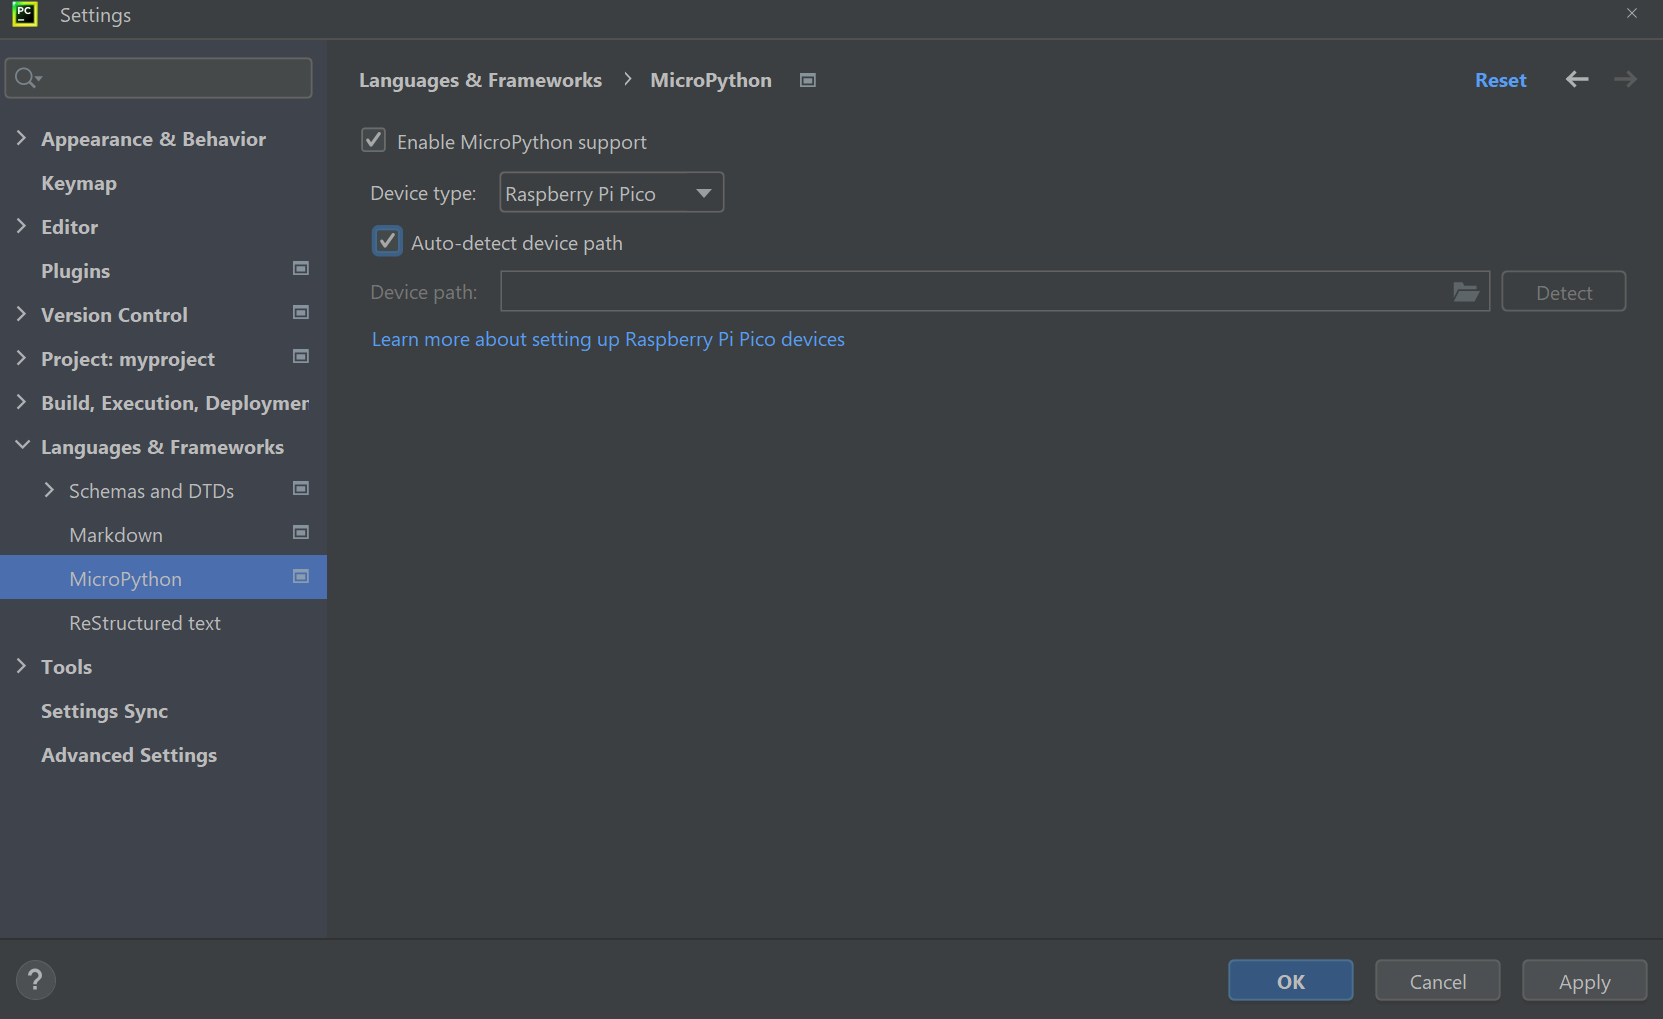 PC
Settings
Languages & Frameworks > MicroPython
Reset
Appearance & Behavior
Keymap
Editor
Plugins
Version Control
Project: myproject
Build, Execution, Deploymen
Languages & Frameworks
Schemas and DTDs
Markdown
MicroPython
ReStructured text
Tools
Settings Sync
Advanced Settings
Enable MicroPython support
Device type: Raspberry Pi Pico
Auto-detect device path
Device path: Detect
Learn more about setting up Raspberry Pi Pico devices
? OK Cancel Apply